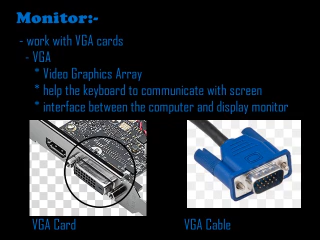 Monitor:-
- work with VGA cards
- VGA
* Video Graphics Array
* help the keyboard to communicate with screen
* interface between the computer and display monitor
VGA Card
VGA Cable